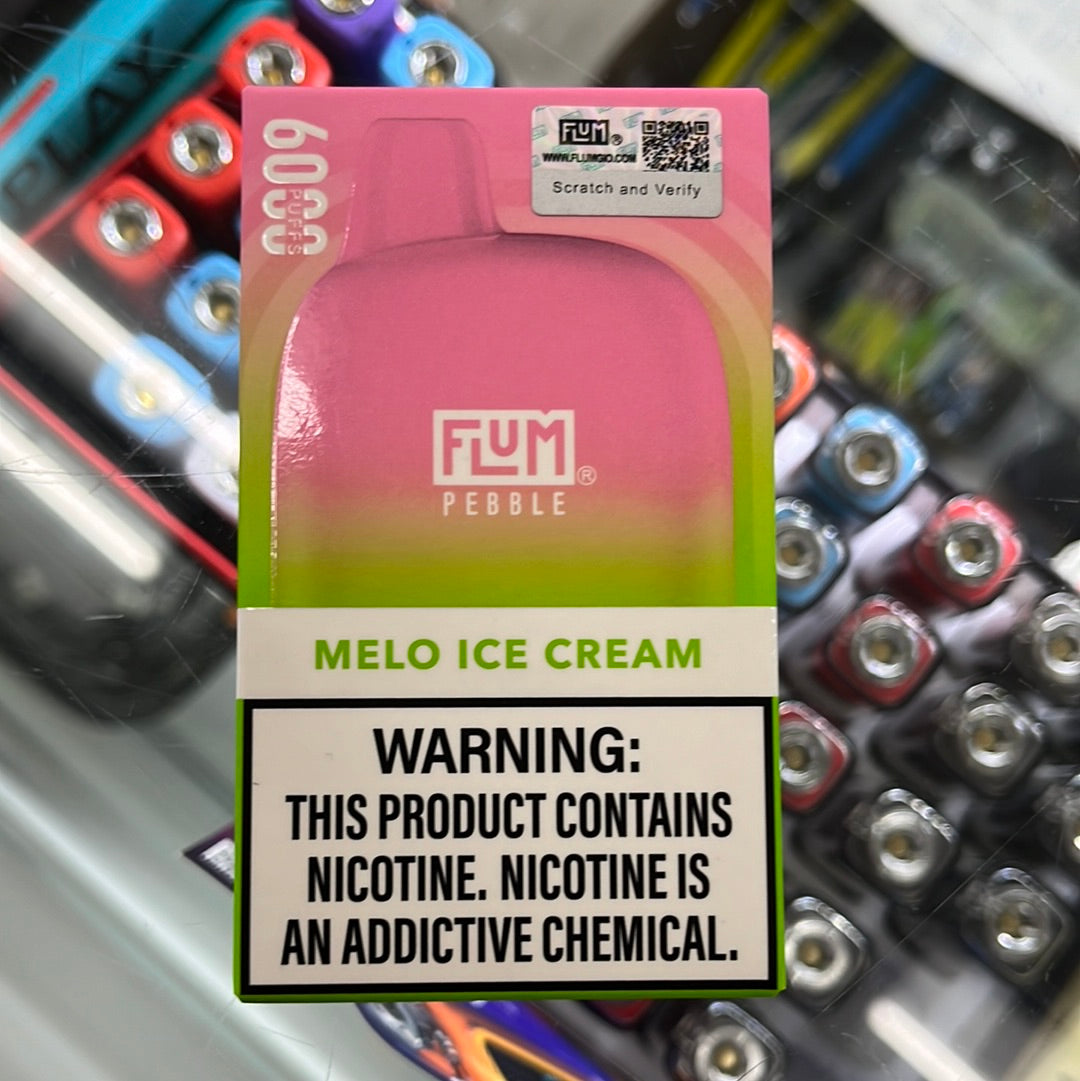 PLAY
6000
PUFFS
FLUM®
WWW.FLUMGIO.COM
Scratch and Verify
FLUM®
PEBBLE
MELO ICE CREAM
WARNING:
THIS PRODUCT CONTAINS
NICOTINE. NICOTINE IS
AN ADDICTIVE CHEMICAL.